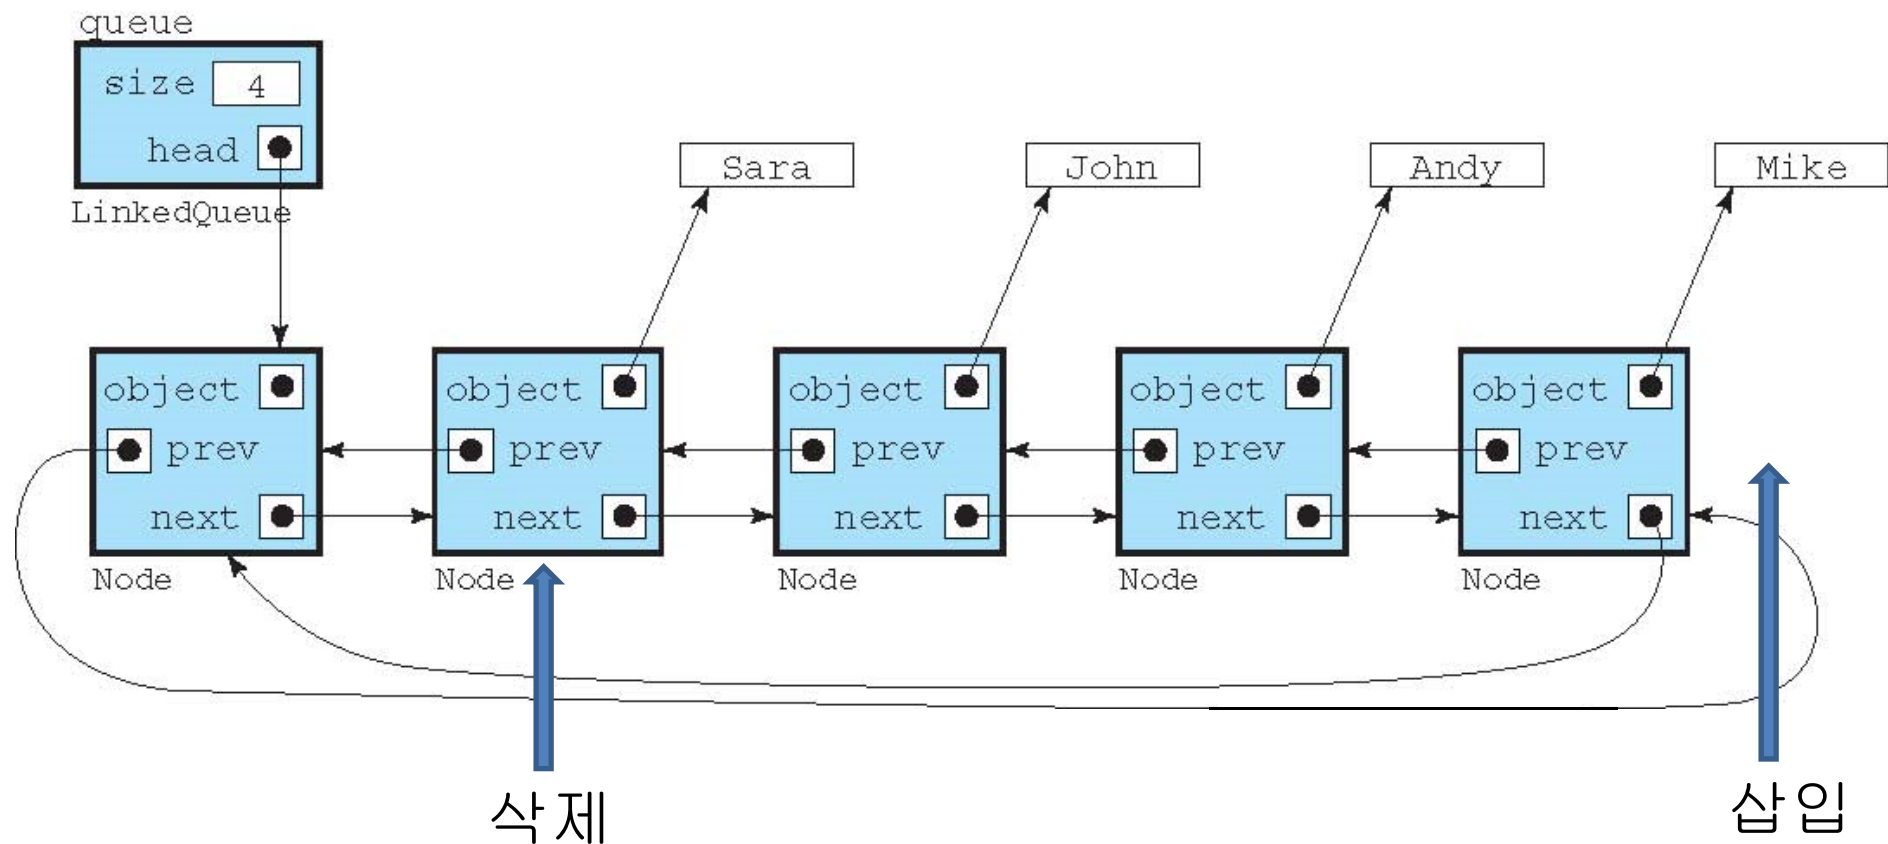 queue
size 4
head
LinkedQueue
Sara John Andy Mike
object object object object object
prev prev prev prev prev
next next next next next
Node Node Node Node Node
삭제 삽입